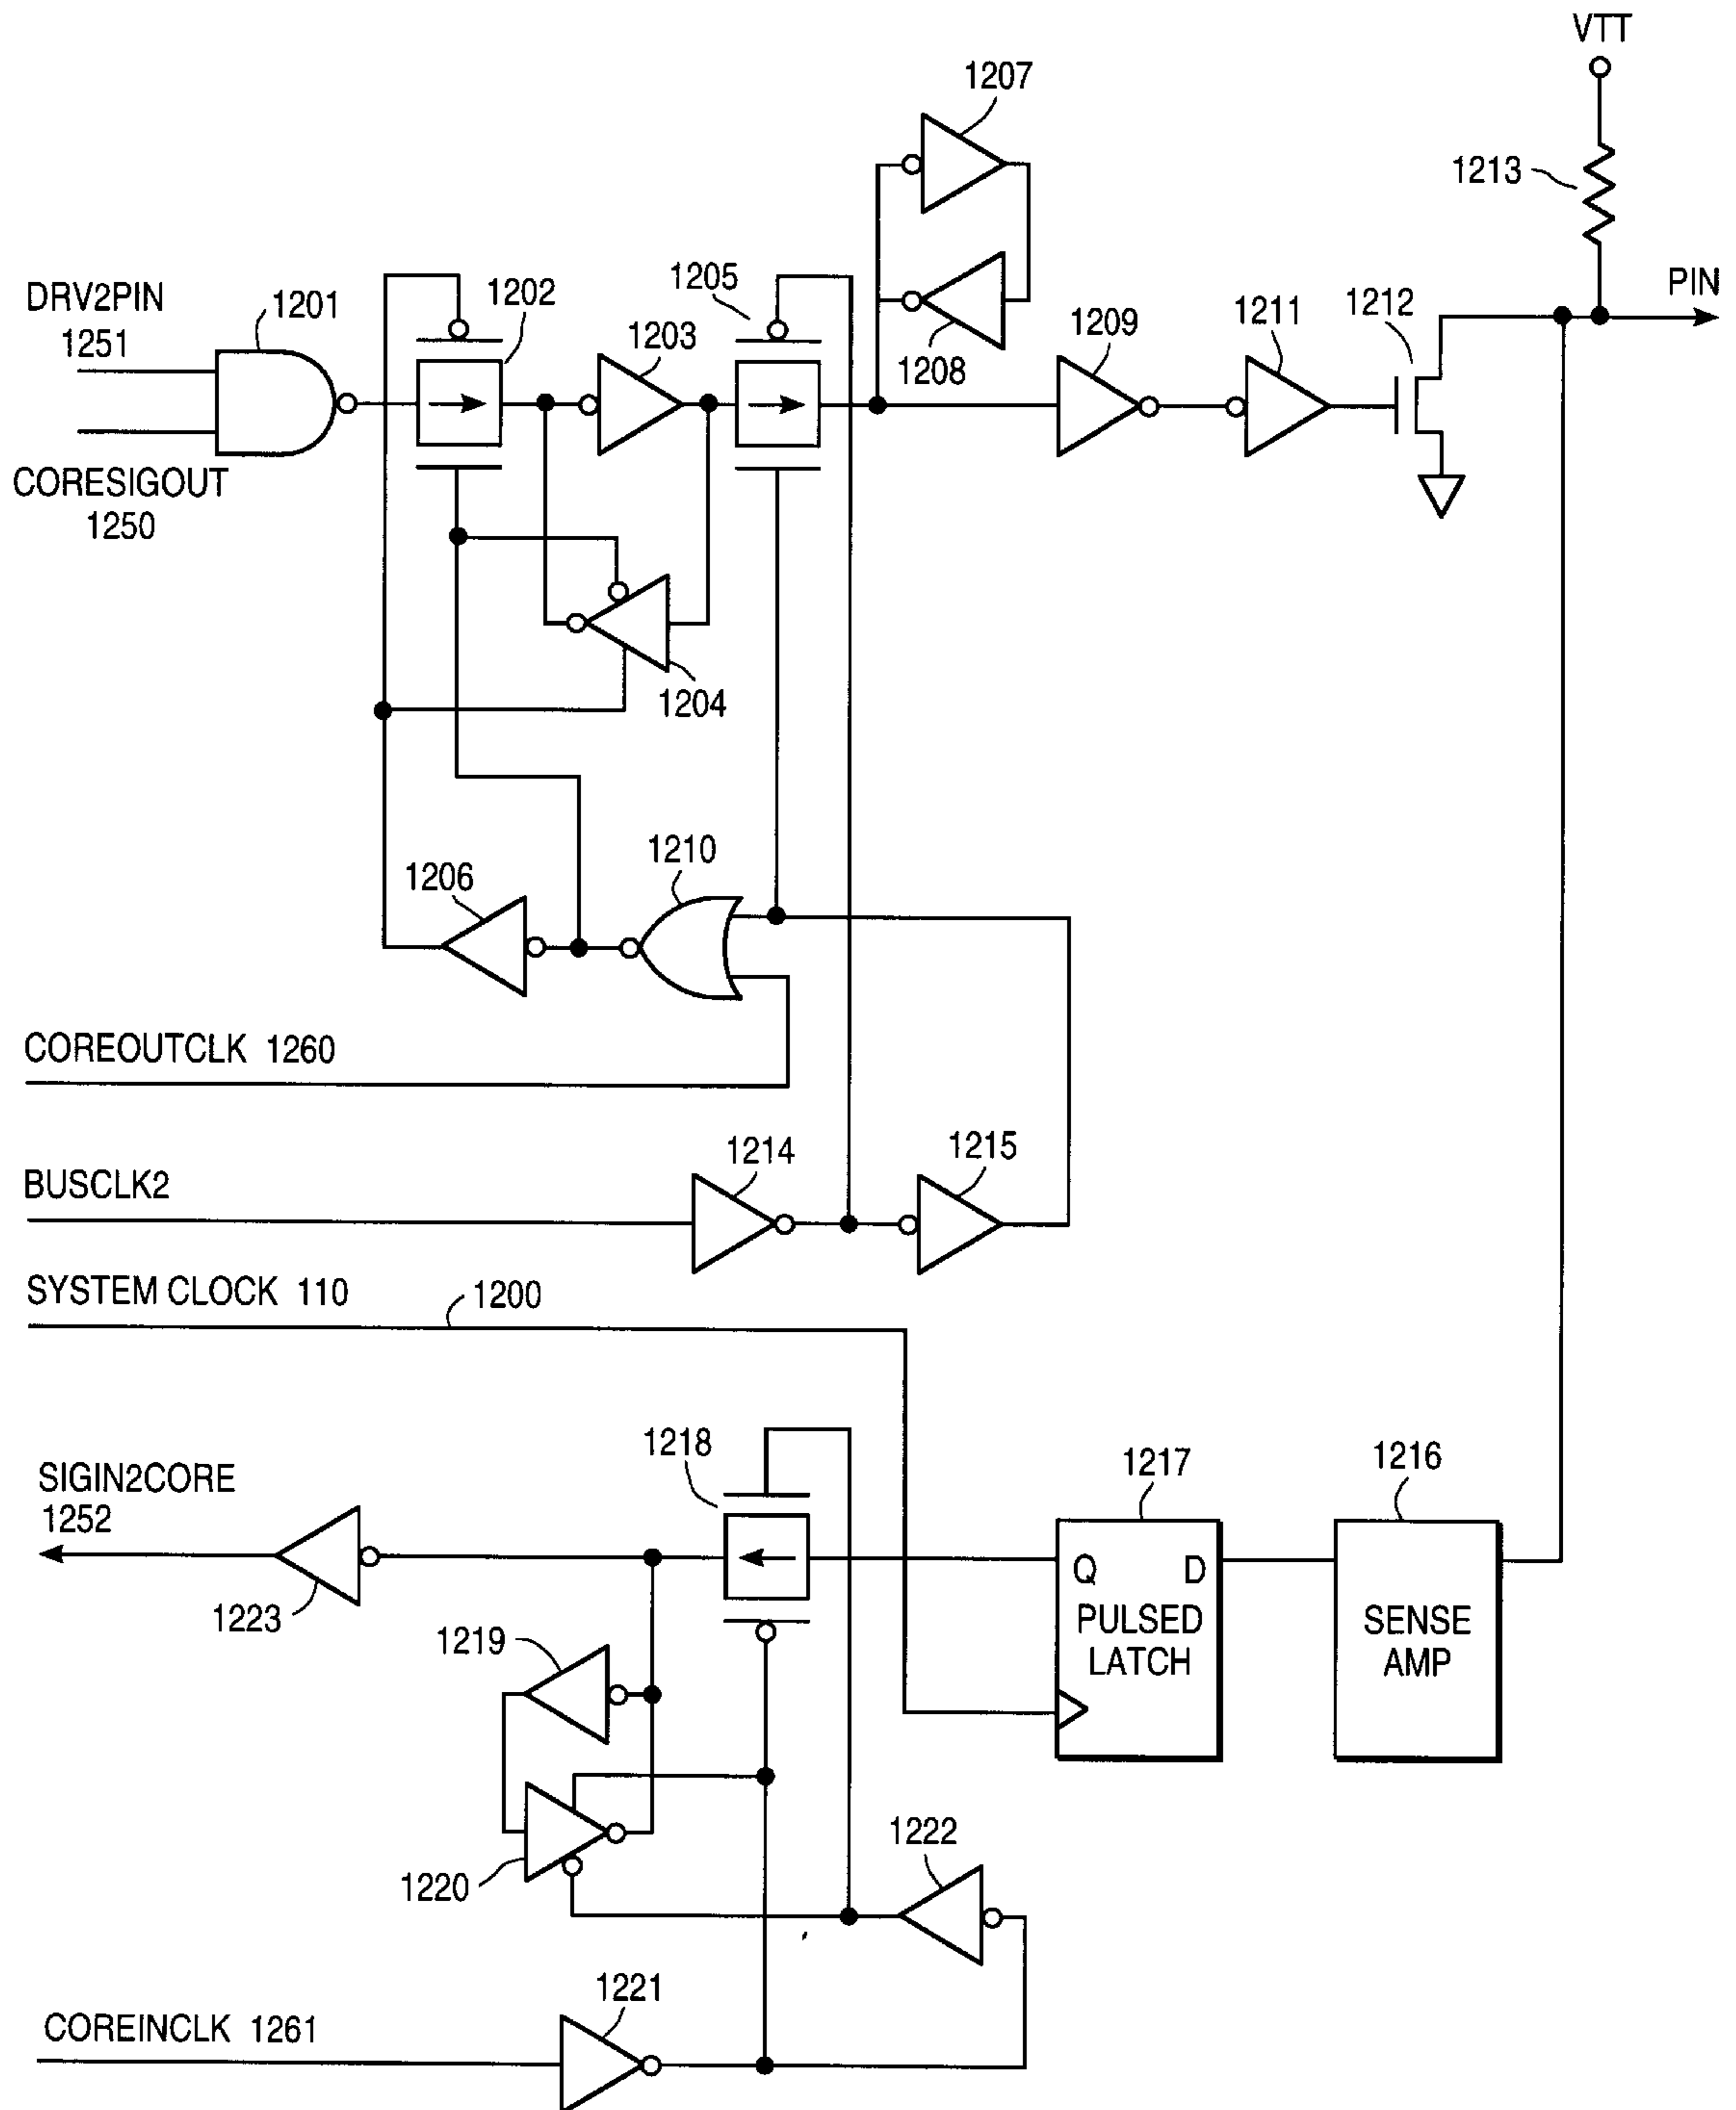 VTT
1207
1213
DRV2PIN
1251
1201
1202
1205
1203
1208
1209
1211
1212
PIN
CORESIGOUT
1250
1204
1210
1206
COREOUTCLK 1260
1214
1215
BUSCLK2
SYSTEM CLOCK 110
1200
1218
1217
1216
SIGIN2CORE
1252
Q D
PULSED
LATCH
SENSE
AMP
1223
1219
1220
1222
1221
COREINCLK 1261